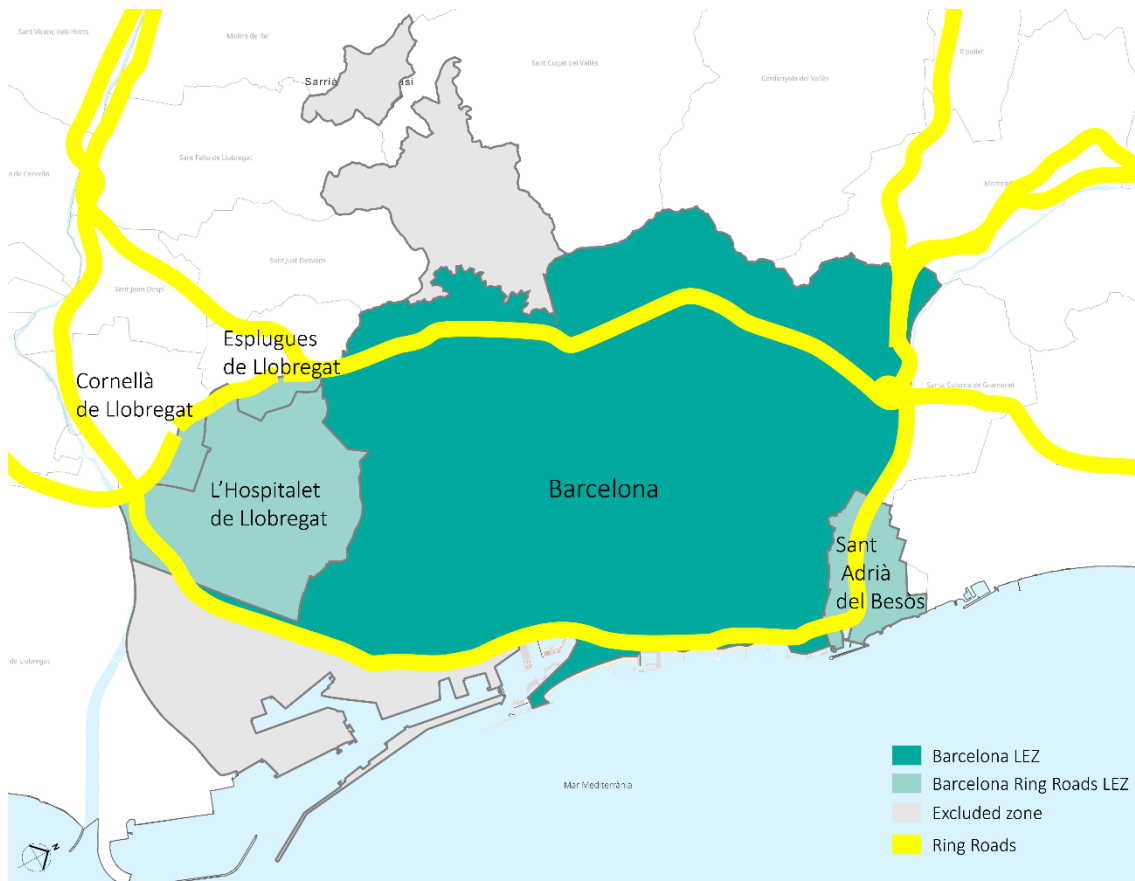 Sant Vicenç dels Horts
Molins de Rei
Sant Cugat del Vallès
Ripollet
Sarrià
asi
Cerdanyola del Vallès
Sant Feliu de Llobregat
a de Cervelló
Sant Just Desvern
Sant Joan Despí
Esplugues
de Llobregat
Cornellà
de Llobregat
Santa Coloma de Gramenet
L'Hospitalet
de Llobregat
Barcelona
Sant
Adrià
del Besòs
de Llobregat
Mar Mediterrània
Barcelona LEZ
Barcelona Ring Roads LEZ
Excluded zone
Ring Roads
N